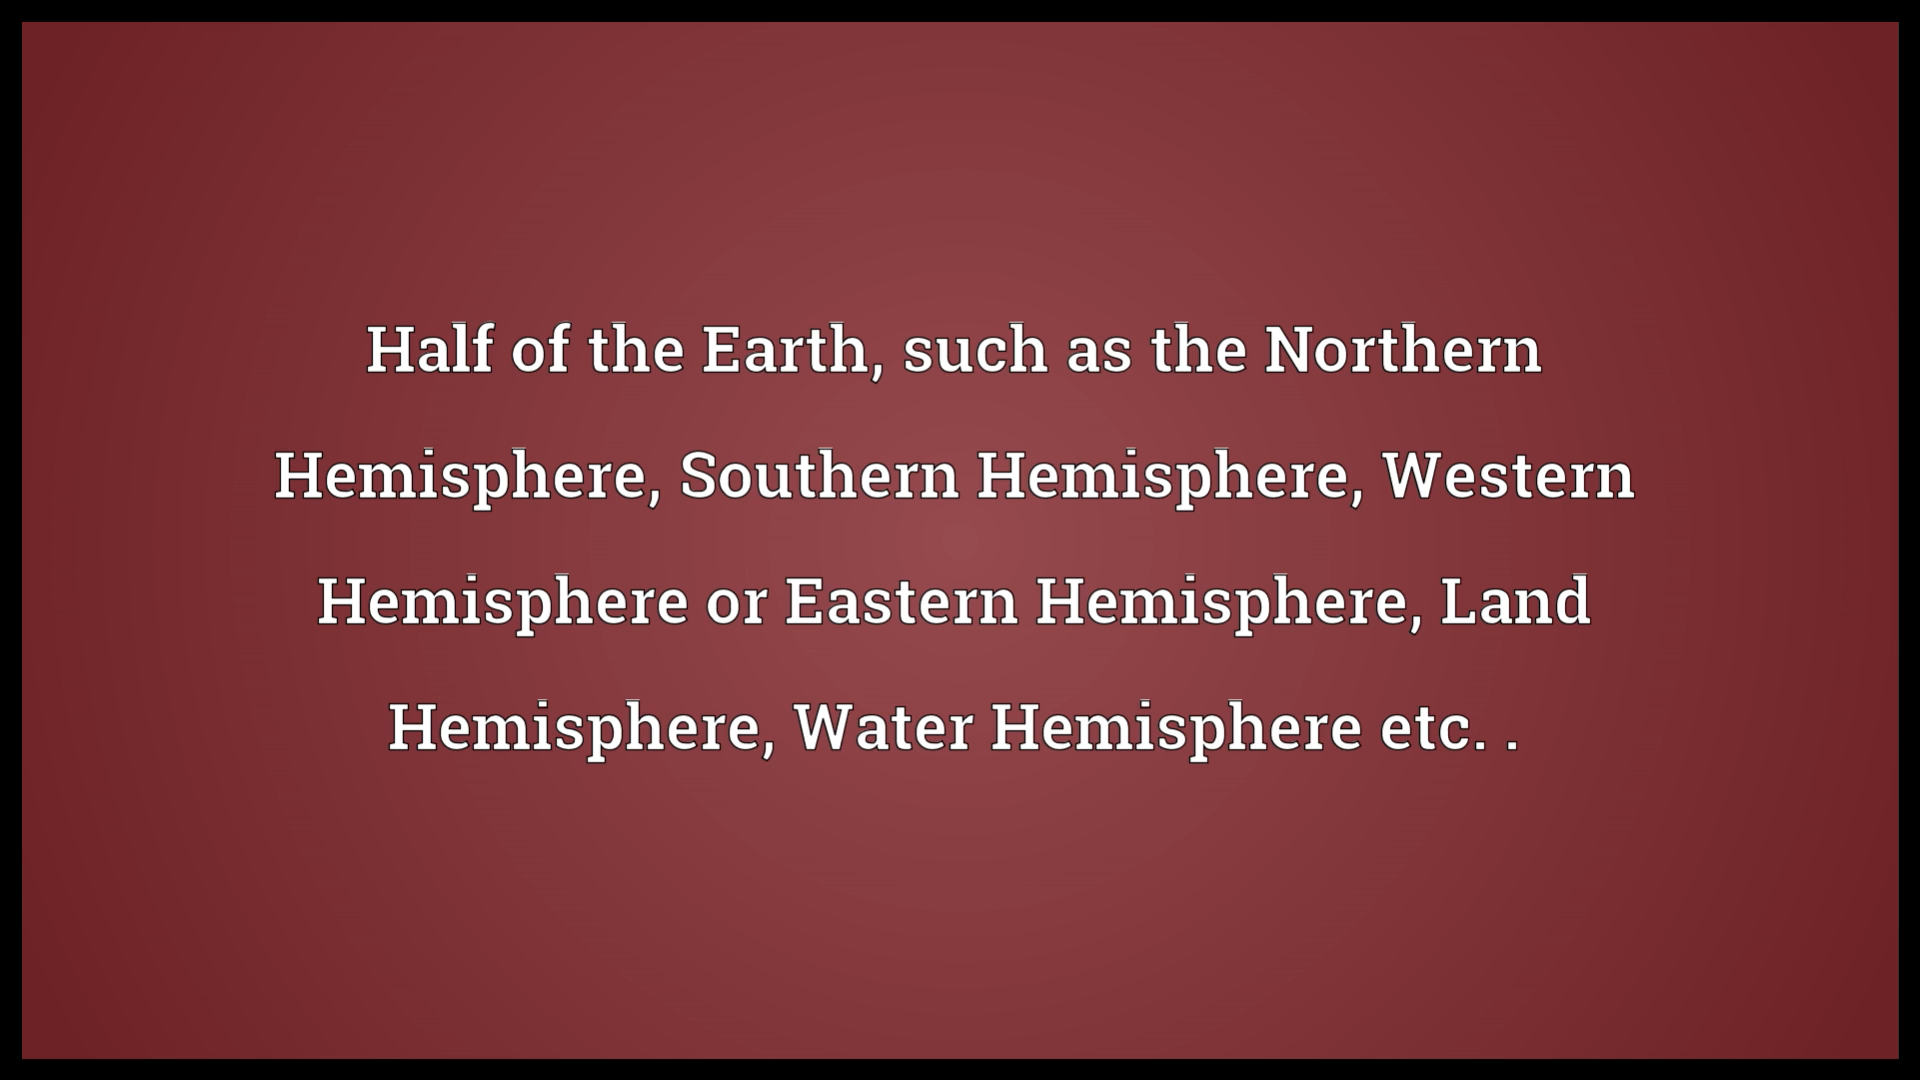 Half of the Earth, such as the Northern
Hemisphere, Southern Hemisphere, Western
Hemisphere or Eastern Hemisphere, Land
Hemisphere, Water Hemisphere etc. .